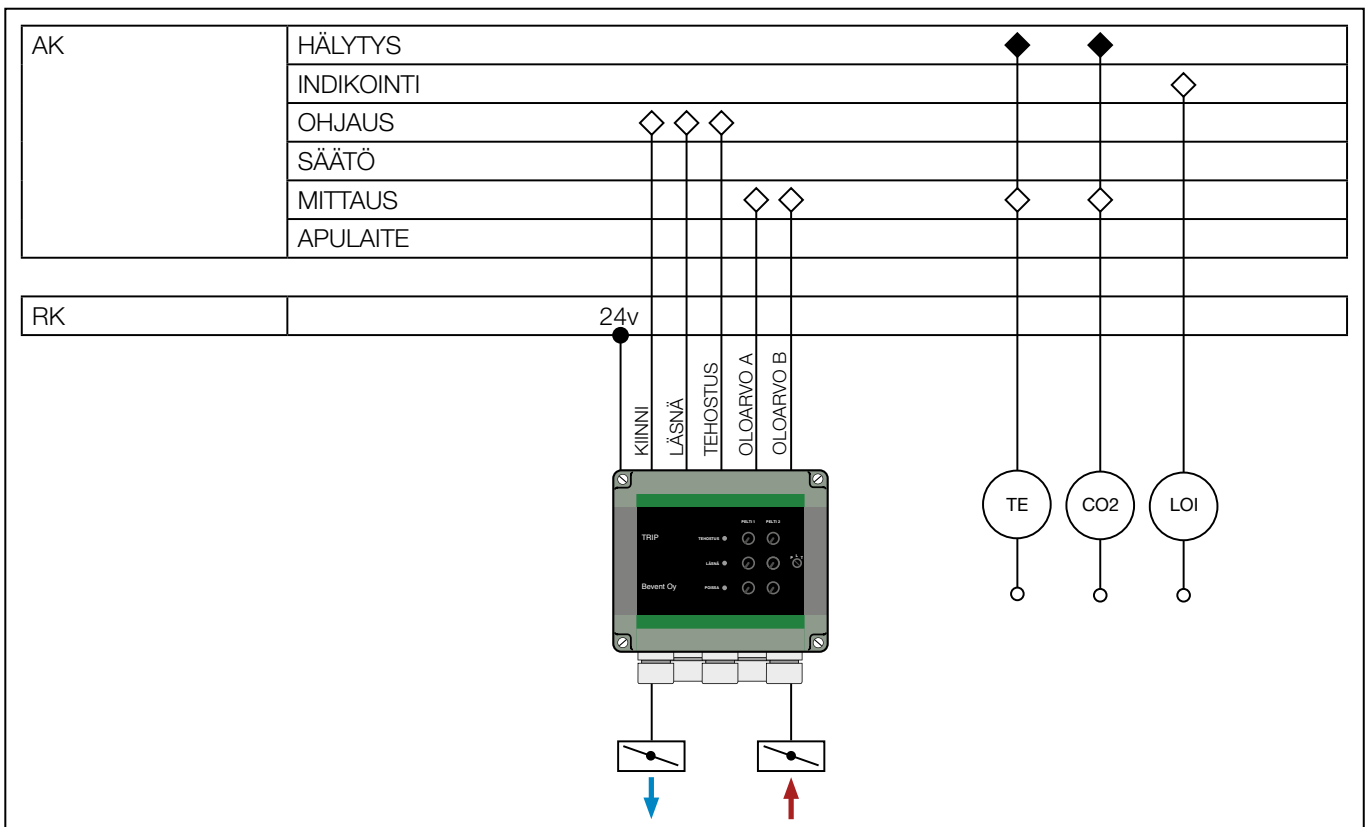 AK
HÄLYTYS
INDIKOINTI
OHJAUS
SÄÄTÖ
MITTAUS
APULAITE
RK
24v
KIINNI
LÄSNÄ
TEHOSTUS
OLOARVO A
OLOARVO B
TE
CO2
LOI
PELTI 1
PELTI 2
TRIP
TEHOSTUS
LÄSNÄ
P L T
Bevent Oy
POISSA